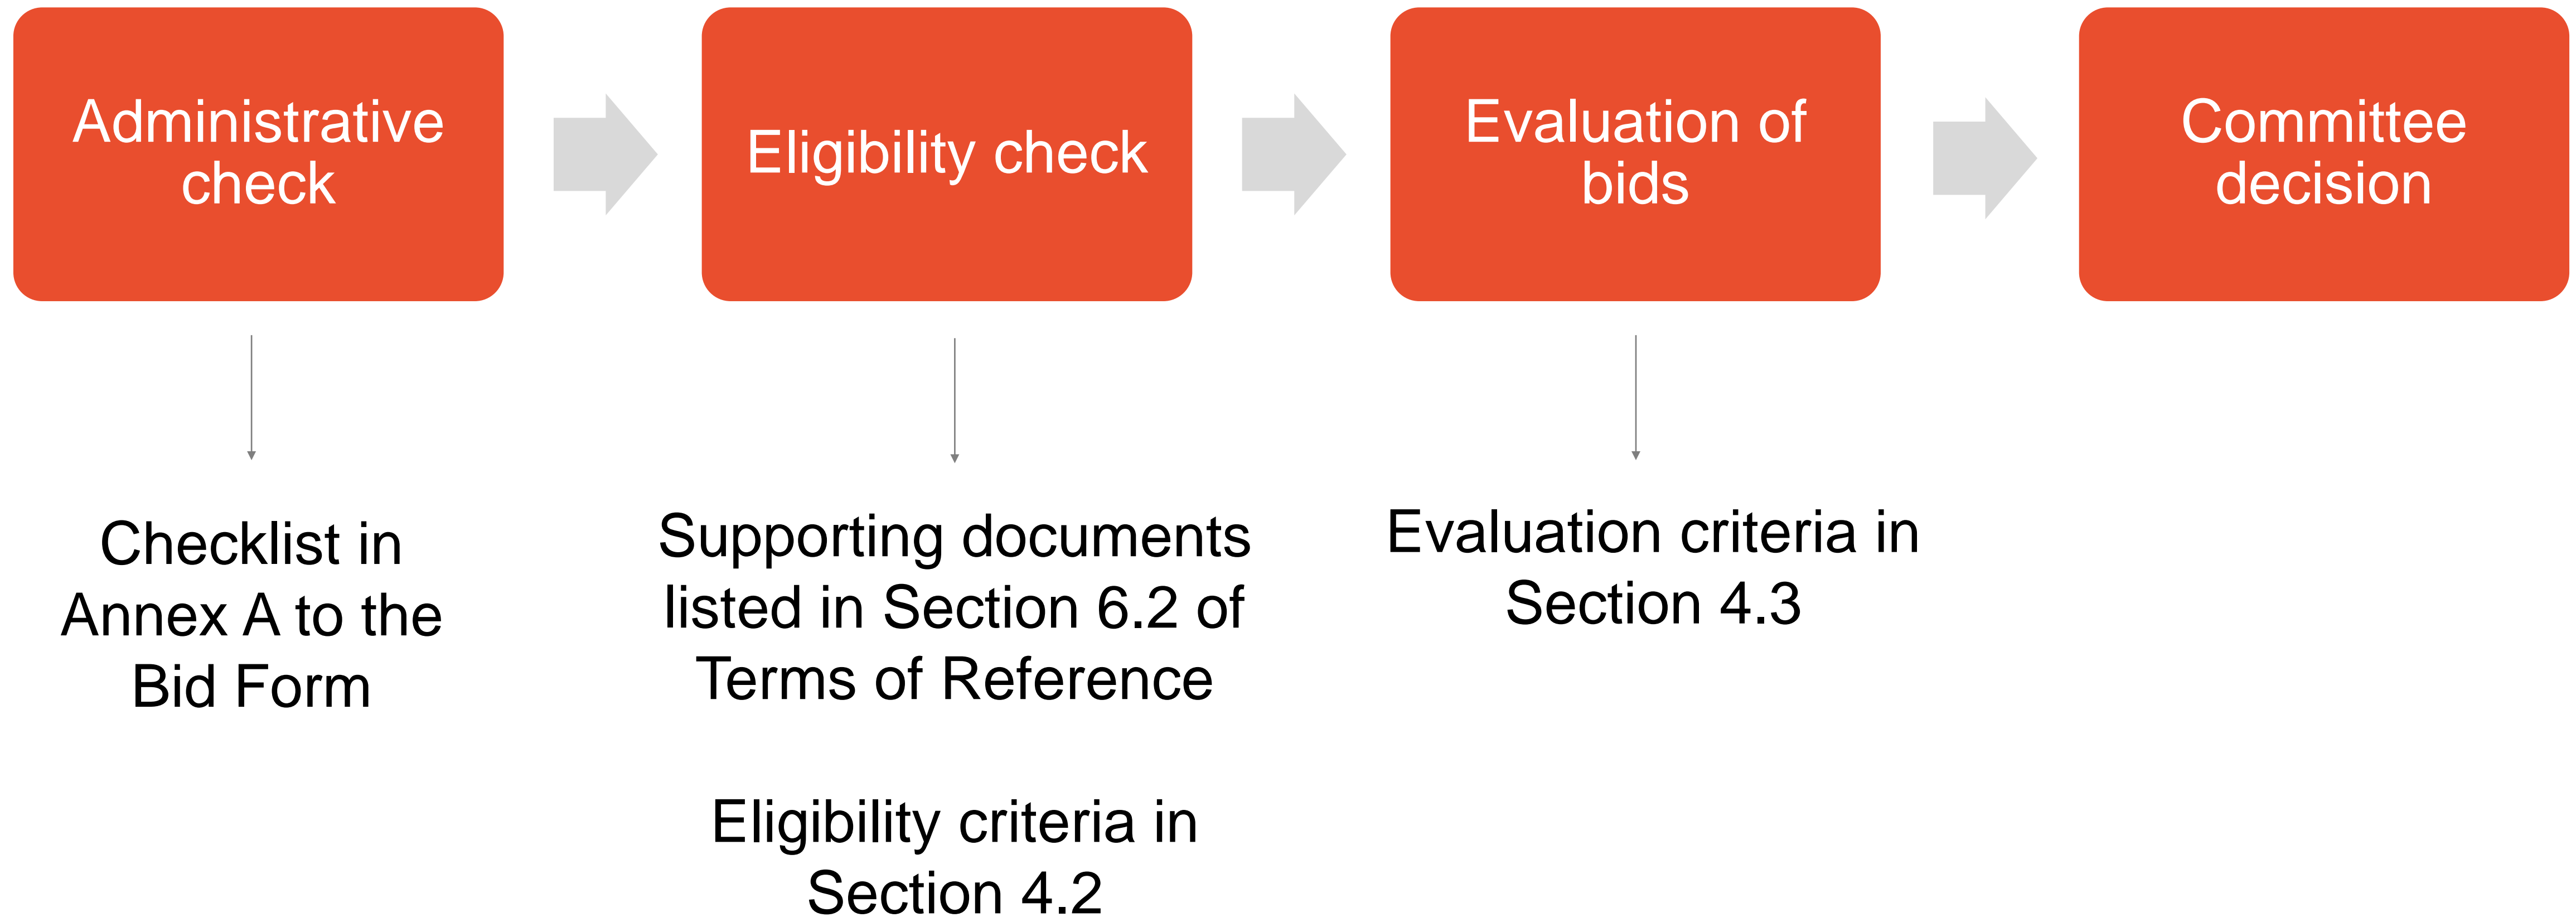 Administrative
check
Eligibility check
Evaluation of
bids
Committee
decision
Checklist in
Annex A to the
Bid Form
Supporting documents
listed in Section 6.2 of
Terms of Reference
Eligibility criteria in
Section 4.2
Evaluation criteria in
Section 4.3